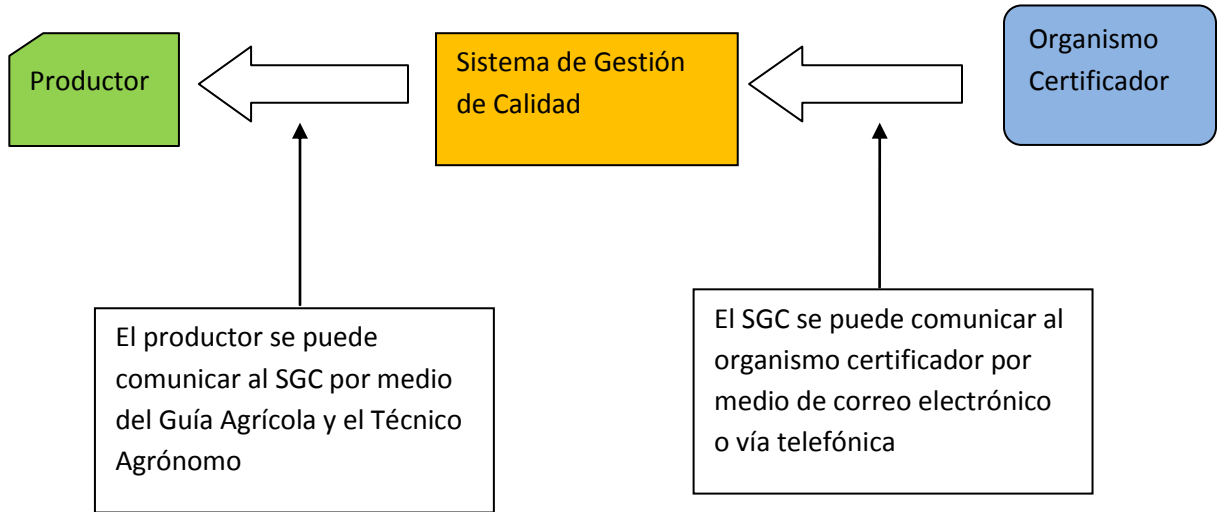 Productor
Sistema de Gestión
de Calidad
Organismo
Certificador
El productor se puede
comunicar al SGC por medio
del Guía Agrícola y el Técnico
Agrónomo
El SGC se puede comunicar al
organismo certificador por
medio de correo electrónico
o vía telefónica